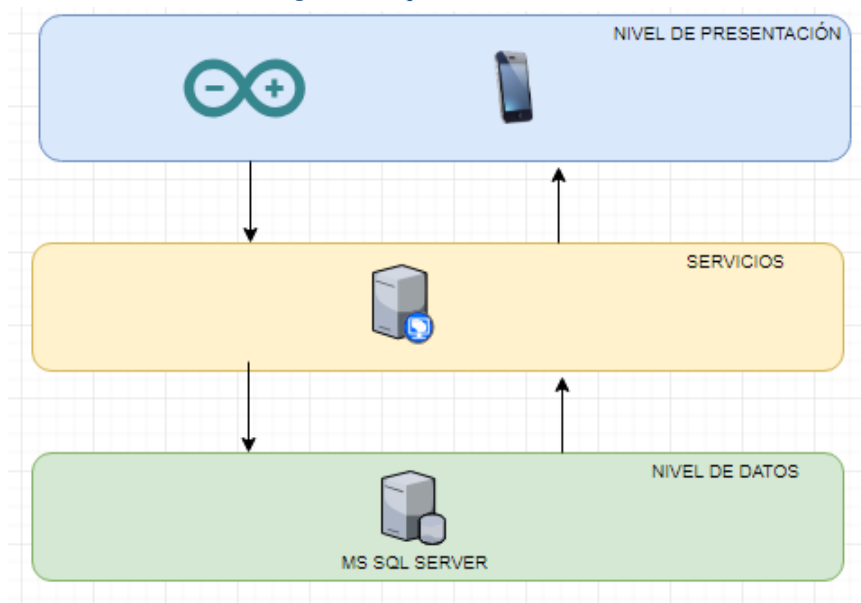 NIVEL DE PRESENTACIÓN
SERVICIOS
NIVEL DE DATOS
MS SQL SERVER